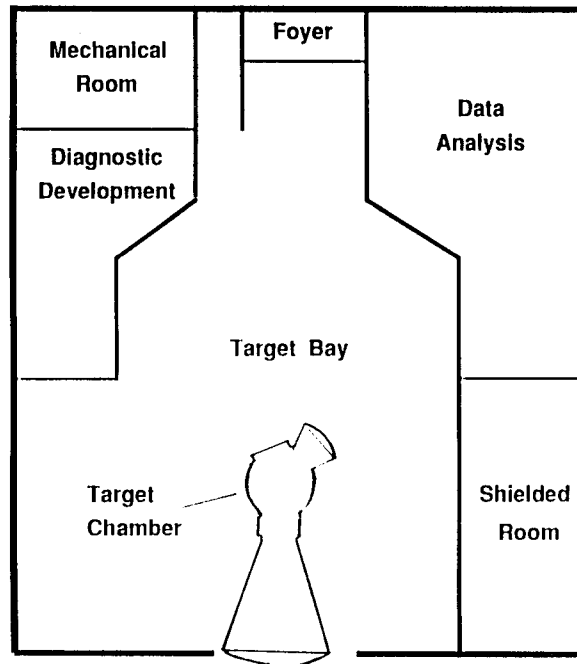 Foyer
Mechanical
Room
Data
Analysis
Diagnostic
Development
Target Bay
Target
Chamber
Shielded
Room